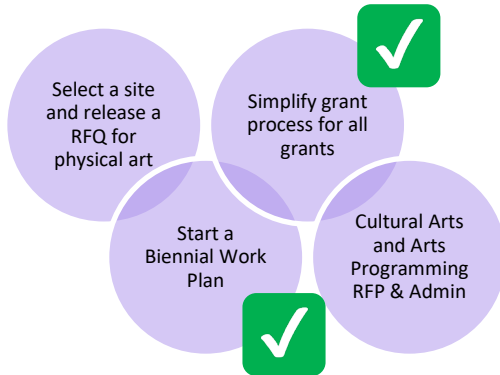 Select a site
and release a
RFQ for
physical art
Simplify grant
process for all
grants
Start a
Biennial Work
Plan
Cultural Arts
and Arts
Programming
RFP & Admin